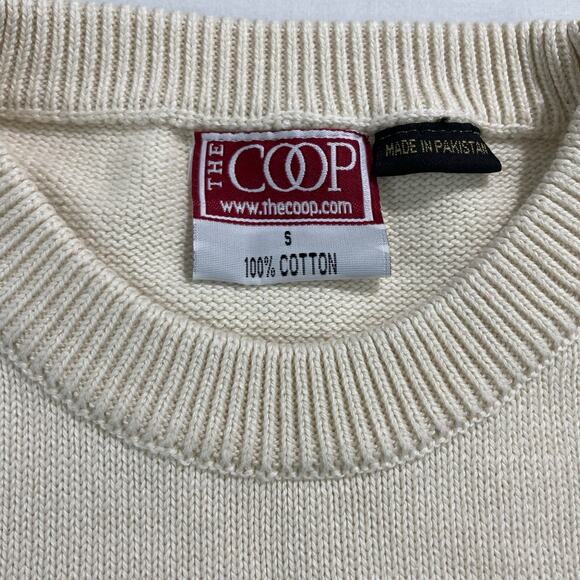 THE COOP
www.thecoop.com
S
100% COTTON
MADE IN PAKISTAN